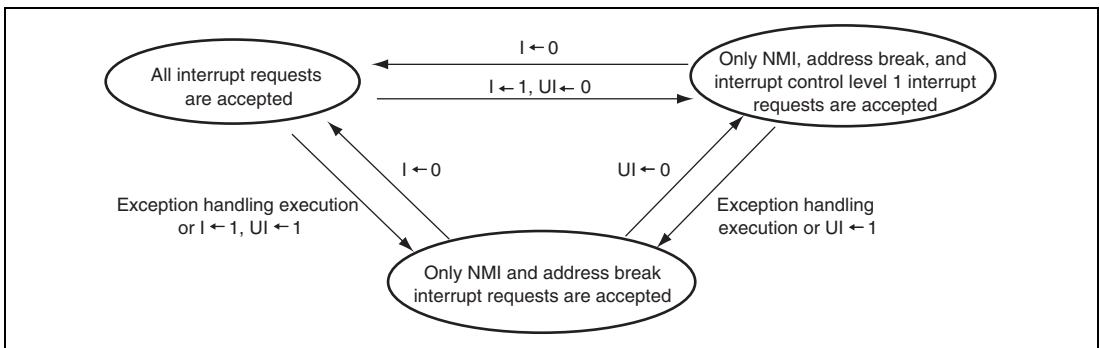 I ← 0
All interrupt requests
are accepted
I ← 1, UI ← 0
Only NMI, address break, and
interrupt control level 1 interrupt
requests are accepted
I ← 0
UI ← 0
Exception handling execution
or I ← 1, UI ← 1
Exception handling
execution or UI ← 1
Only NMI and address break
interrupt requests are accepted